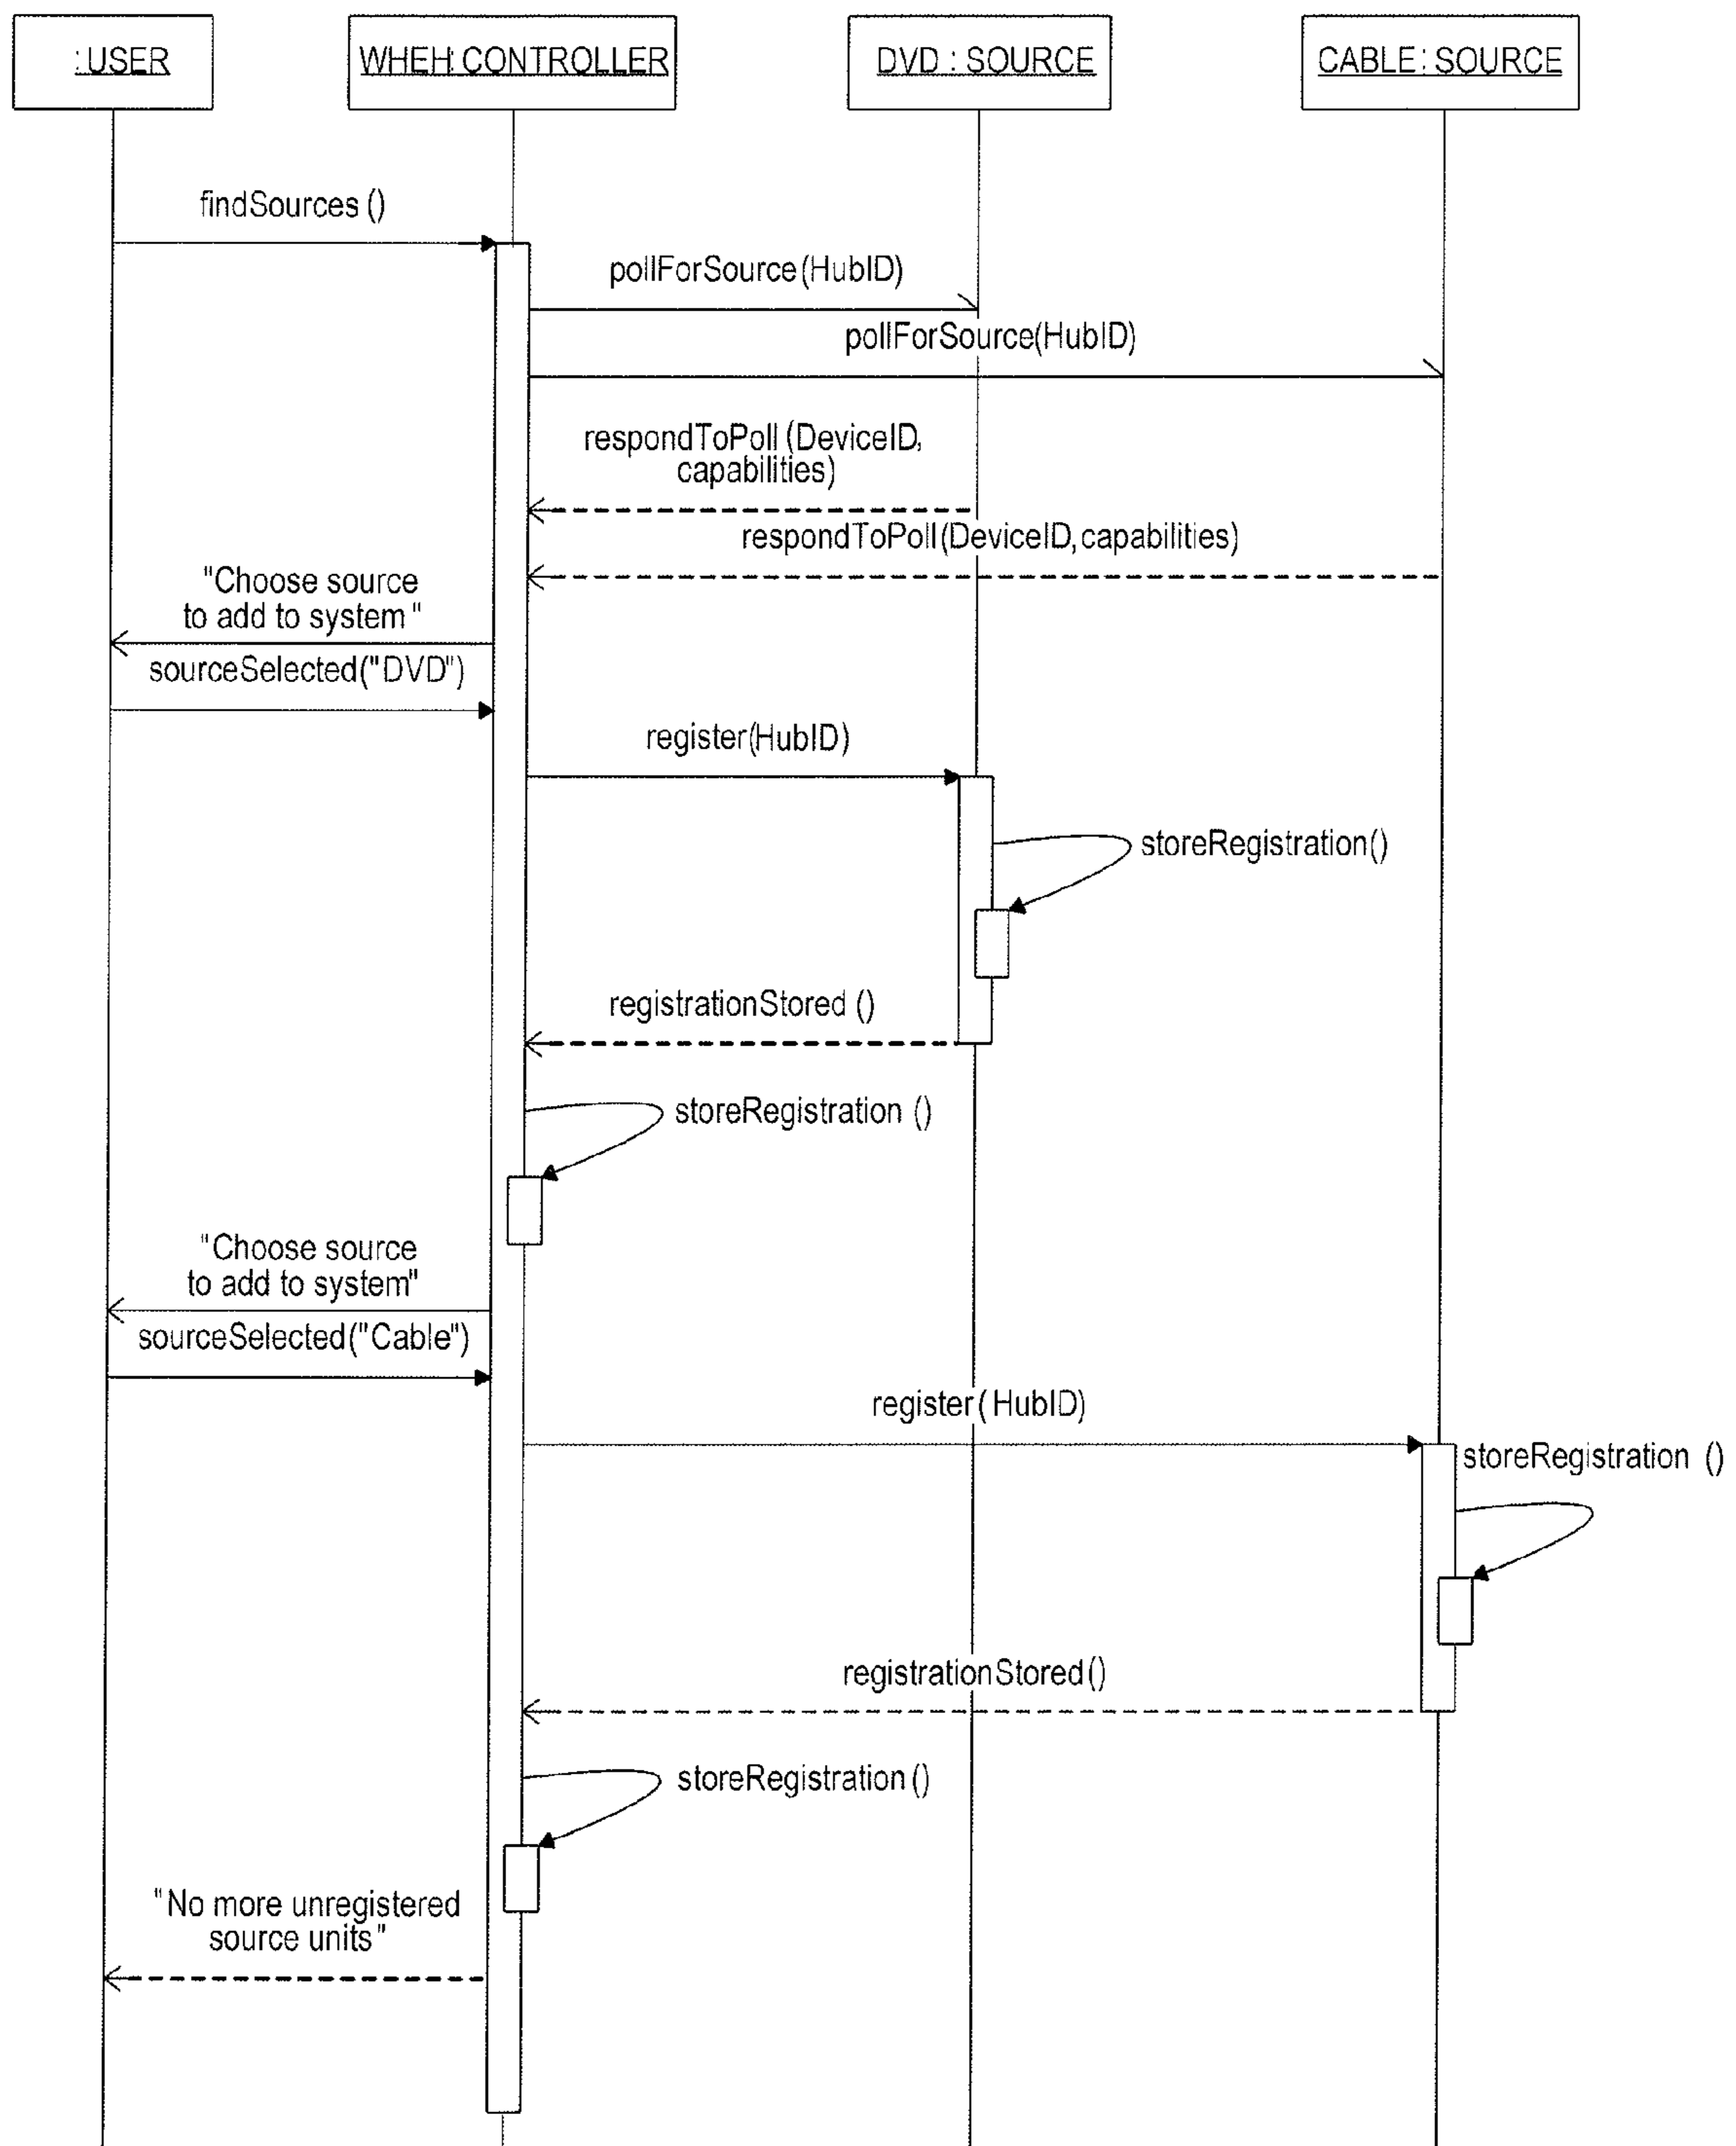 : USER
WHEH: CONTROLLER
DVD : SOURCE
CABLE: SOURCE
findSources ()
pollForSource(HubID)
pollForSource(HubID)
respondToPoll (DeviceID,
capabilities)
respondToPoll(DeviceID,capabilities)
"Choose source
to add to system"
sourceSelected("DVD")
register(HubID)
storeRegistration()
registrationStored ()
storeRegistration ()
"Choose source
to add to system"
sourceSelected("Cable")
register( HubID)
storeRegistration ()
registrationStored()
storeRegistration()
"No more unregistered
source units"